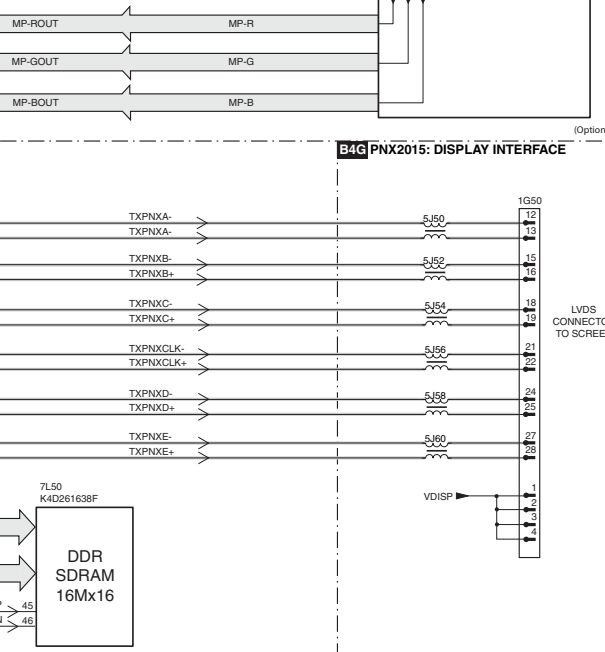 MP-ROUT MP-R
MP-GOUT MP-G
MP-BOUT MP-B
(Option
B4G PNX2015: DISPLAY INTERFACE
1G50
TXPNXA- 5J50 12
TXPNXA- 13
TXPNXB- 5J52 15
TXPNXB+ 16
TXPNXC- 5J54 18
TXPNXC+ 19
LVDS
CONNECTO
TO SCREE
TXPNXCLK- 5J56 21
TXPNXCLK+ 22
TXPNXD- 5J58 24
TXPNXD+ 25
TXPNXE- 5J60 27
TXPNXE+ 28
VDISP 1
2
3
4
7L50
K4D261638F
DDR
SDRAM
16Mx16
P 45
N 46